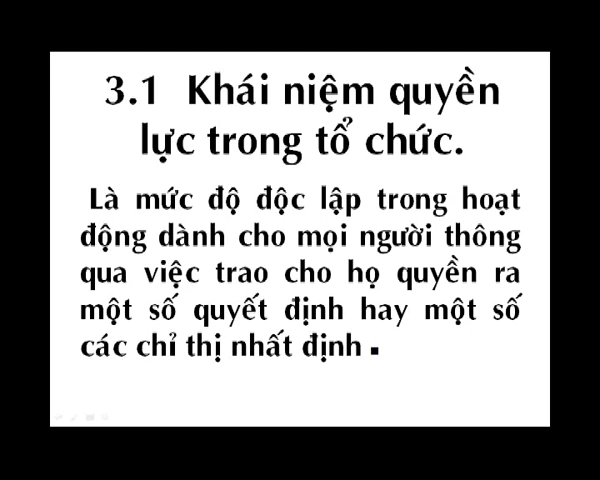 3.1 Khái niệm quyền
lực trong tổ chức.
Là mức độ độc lập trong hoạt
động dành cho mọi người thông
qua việc trao cho họ quyền ra
một số quyết định hay một số
các chỉ thị nhất định ▪